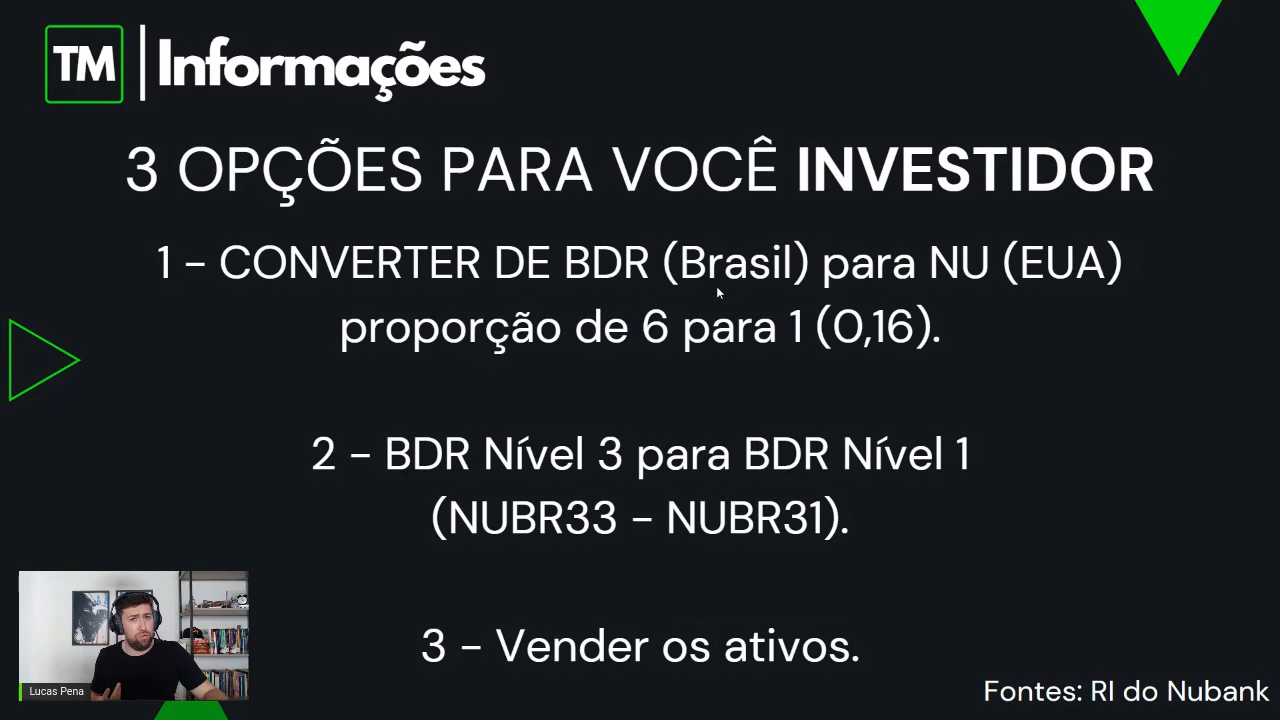 TM | Informações
3 OPÇÕES PARA VOCÊ INVESTIDOR
1 - CONVERTER DE BDR (Brasil) para NU (EUA)
proporção de 6 para 1 (0,16).
2 - BDR Nível 3 para BDR Nível 1
(NUBR33 - NUBR31).
3 - Vender os ativos.
Lucas Pena
Fontes: RI do Nubank